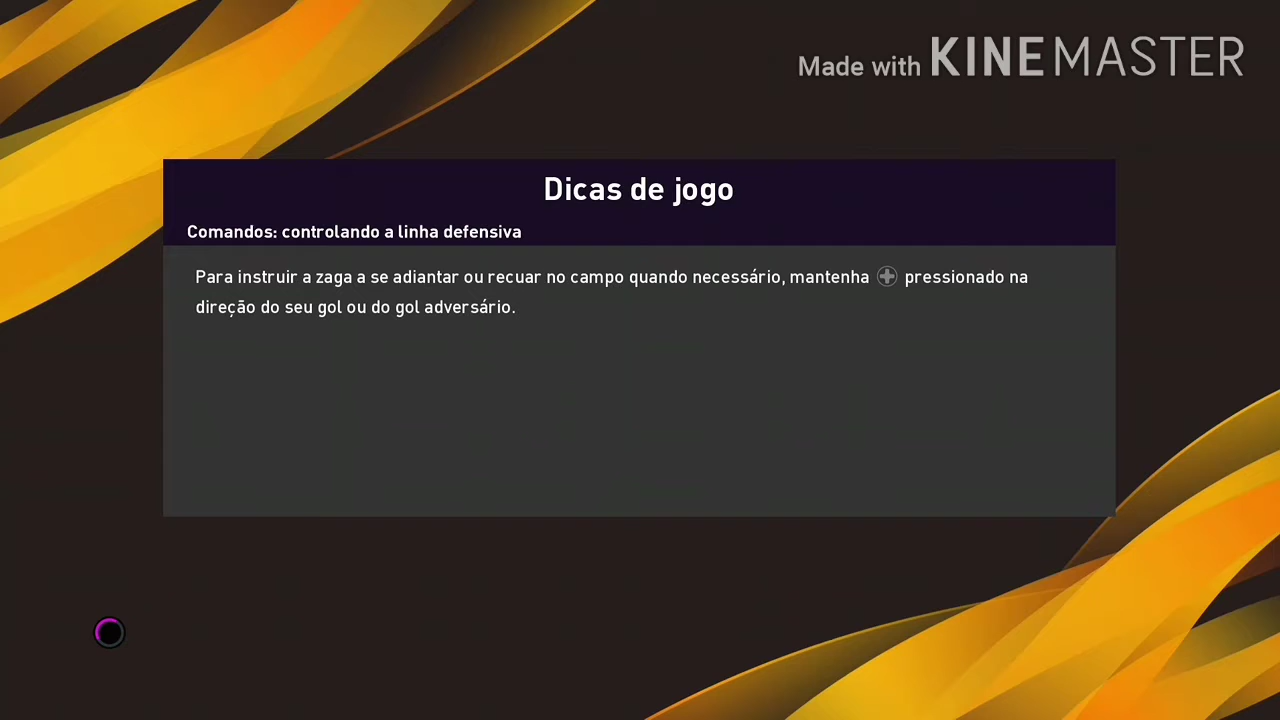 Made with KINEMASTER
Dicas de jogo
Comandos: controlando a linha defensiva
Para instruir a zaga a se adiantar ou recuar no campo quando necessário, mantenha pressionado na
direção do seu gol ou do gol adversário.